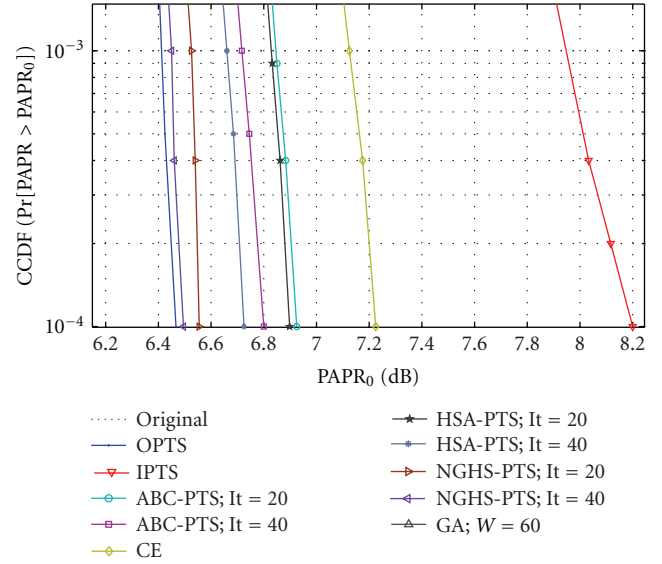 CCDF (Pr[PAPR > PAPR₀])
10⁻³
10⁻⁴
6.2 6.4 6.6 6.8 7 7.2 7.4 7.6 7.8 8 8.2
PAPR₀ (dB)
Original
OPTS
IPTS
ABC-PTS; It = 20
ABC-PTS; It = 40
CE
HSA-PTS; It = 20
HSA-PTS; It = 40
NGHS-PTS; It = 20
NGHS-PTS; It = 40
GA; W = 60